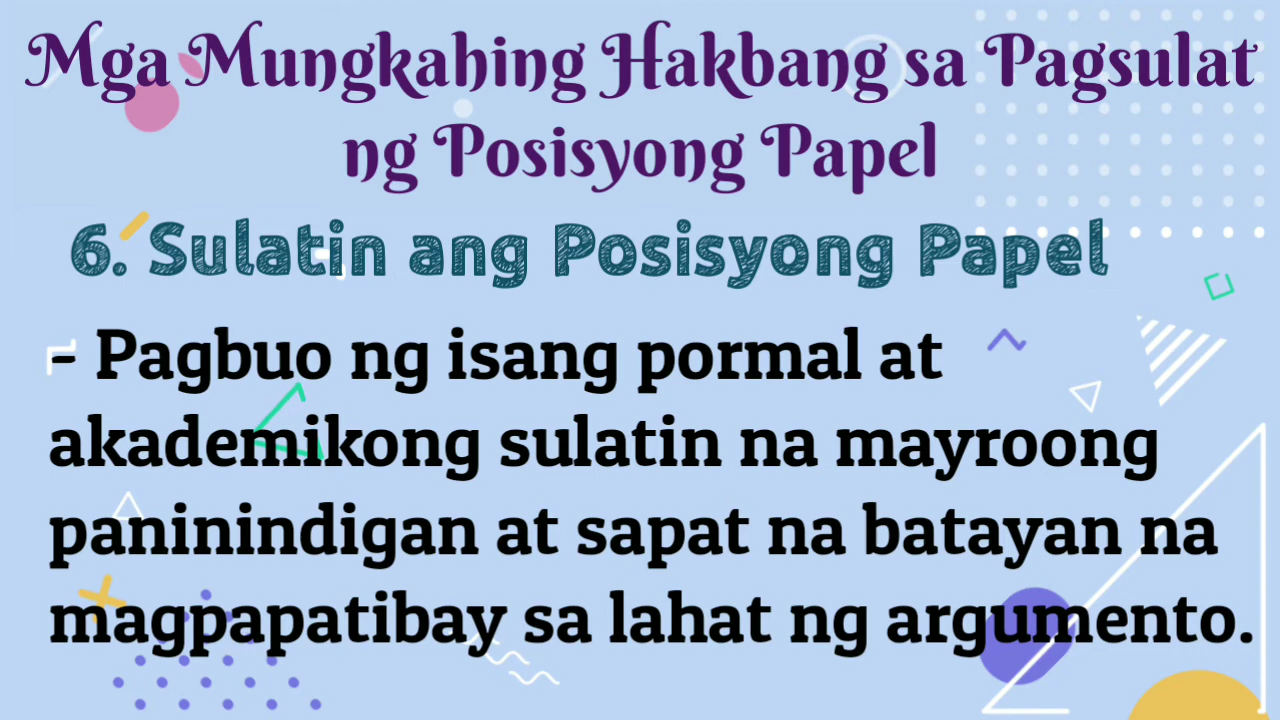 Mga Mungkahing Hakbang sa Pagsulat
ng Posisyong Papel
6. Sulatin ang Posisyong Papel
- Pagbuo ng isang pormal at
akademikong sulatin na mayroong
paninindigan at sapat na batayan na
magpapatibay sa lahat ng argumento.